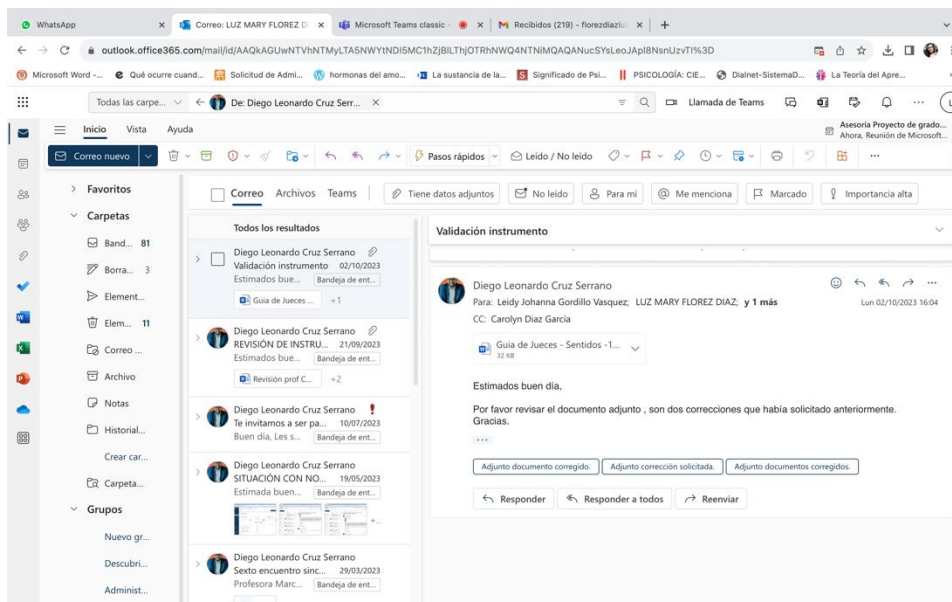 WhatsApp
Correo: LUZ MARY FLOREZ D
Microsoft Teams classic -
Recibidos (219) - florezdiazlu
outlook.office365.com/mail/id/AAQkAGUwNTVhNTMyLTA5NWYtNDI5MC1hZjBlLThjOTRhNWQ4NTNiMQAQANucSYsLeoJApI8NsnUzvTI%3D
Microsoft Word -...
Qué ocurre cuand...
Solicitud de Admi...
hormonas del amo...
La sustancia de la...
Significado de Psi...
PSICOLOGÍA: CIE...
Dialnet-SistemaD...
La Teoría del Apre...
Todas las carpe...
De: Diego Leonardo Cruz Serr...
Llamada de Teams
Inicio Vista Ayuda
Asesoría Proyecto de grado...
Ahora, Reunión de Microsoft...
Correo nuevo
Pasos rápidos
Leído / No leído
Favoritos
Carpetas
Band... 81
Borra... 3
Element...
Elem... 11
Correo ...
Archivo
Notas
Historial...
Crear car...
Carpeta...
Grupos
Nuevo gr...
Descubri...
Administ...
Correo Archivos Teams
Tiene datos adjuntos
No leído
Para mí
Me menciona
Marcado
Importancia alta
Todos los resultados
Diego Leonardo Cruz Serrano
Validación instrumento 02/10/2023
Estimados bue... Bandeja de ent...
Guia de Jueces ... +1
Diego Leonardo Cruz Serrano
REVISIÓN DE INSTRU... 21/09/2023
Estimados bue... Bandeja de ent...
Revisión prof C... +2
Diego Leonardo Cruz Serrano
Te invitamos a ser pa... 10/07/2023
Buen día, Les s... Bandeja de ent...
Diego Leonardo Cruz Serrano
SITUACIÓN CON NO... 19/05/2023
Estimada buen... Bandeja de ent...
+...
Diego Leonardo Cruz Serrano
Sexto encuentro sinc... 29/03/2023
Profesora Marc... Bandeja de ent...
Validación instrumento
Diego Leonardo Cruz Serrano
Para: Leidy Johanna Gordillo Vasquez; LUZ MARY FLOREZ DIAZ; y 1 más
Lun 02/10/2023 16:04
CC: Carolyn Diaz Garcia
Guia de Jueces - Sentidos -1...
32 KB
Estimados buen día,
Por favor revisar el documento adjunto , son dos correcciones que había solicitado anteriormente.
Gracias.
...
Adjunto documento corregido.
Adjunto corrección solicitada.
Adjunto documentos corregidos.
Responder
Responder a todos
Reenviar